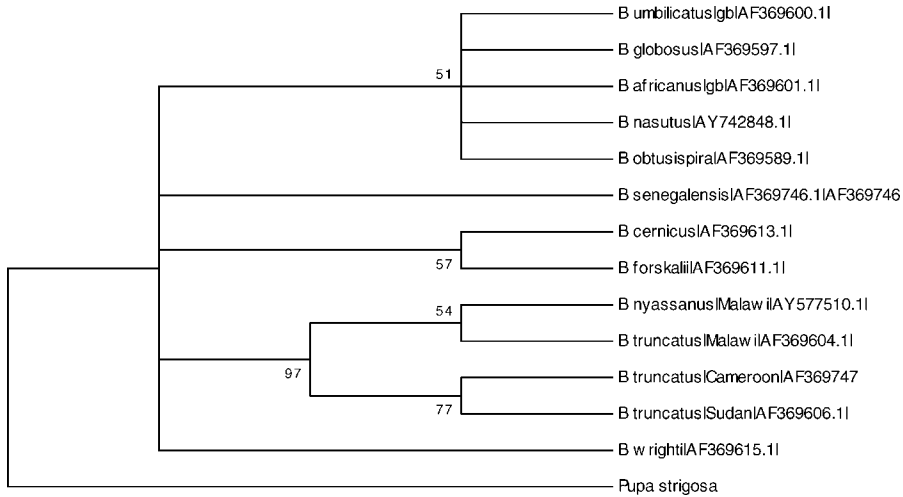 B umbilicatus|gb|AF369600.1|
B globosus|AF369597.1|
51
B africanus|gb|AF369601.1|
B nasutus|AY742848.1|
B obtusispira|AF369589.1|
B senegalensis|AF369746.1|AF369746
B cernicus|AF369613.1|
57
B forskalii|AF369611.1|
B nyassanus|Malawi|AY577510.1|
54
B truncatus|Malawi|AF369604.1|
97
B truncatus|Cameroon|AF369747
77
B truncatus|Sudan|AF369606.1|
B wrighti|AF369615.1|
Pupa strigosa